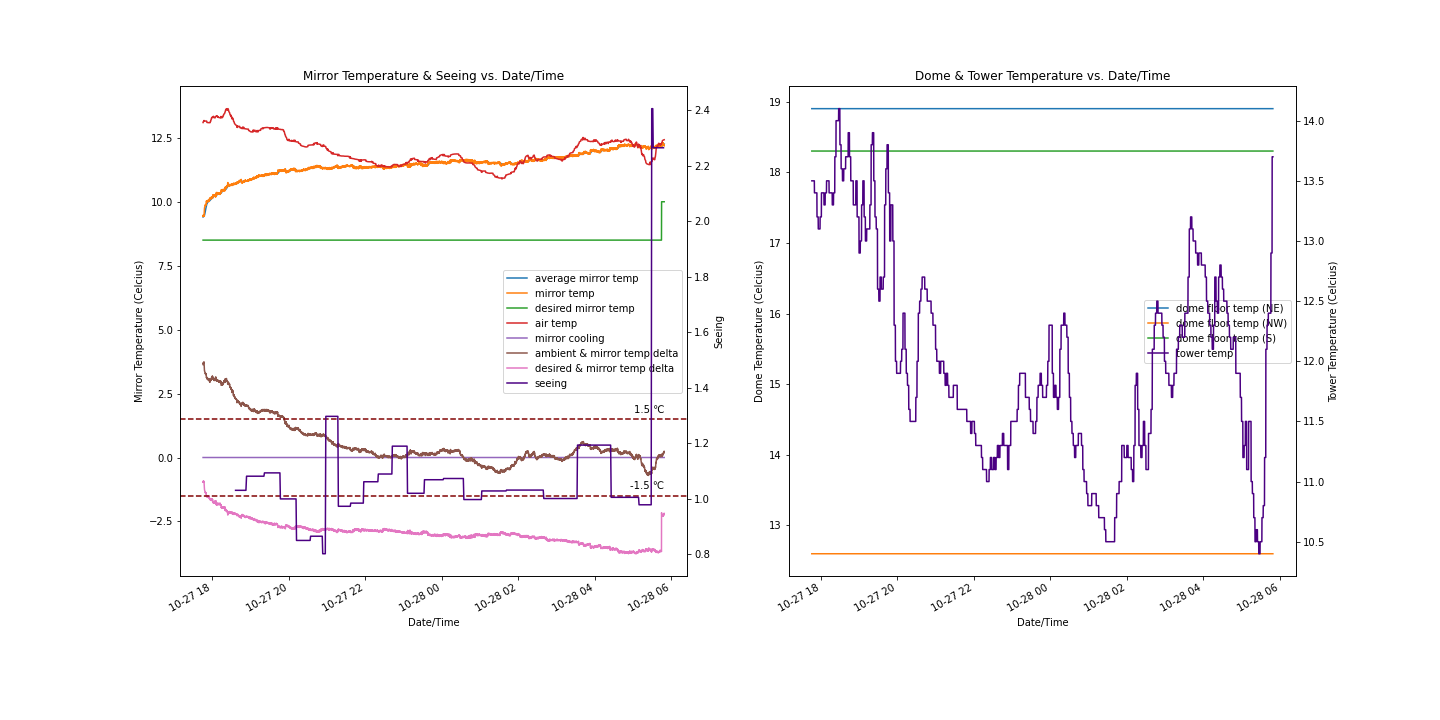 Mirror Temperature & Seeing vs. Date/Time
Mirror Temperature (Celcius)
12.5
10.0
7.5
5.0
2.5
0.0
−2.5
2.4
2.2
2.0
1.8
1.6
1.4
1.2
1.0
0.8
Seeing
average mirror temp
mirror temp
desired mirror temp
air temp
mirror cooling
ambient & mirror temp delta
desired & mirror temp delta
seeing
1.5 °C
-1.5 °C
10-27 18
10-27 20
10-27 22
10-28 00
10-28 02
10-28 04
10-28 06
Date/Time
Dome & Tower Temperature vs. Date/Time
Dome Temperature (Celcius)
19
18
17
16
15
14
13
14.0
13.5
13.0
12.5
12.0
11.5
11.0
10.5
Tower Temperature (Celcius)
dome floor temp (NE)
dome floor temp (NW)
dome floor temp (S)
tower temp
10-27 18
10-27 20
10-27 22
10-28 00
10-28 02
10-28 04
10-28 06
Date/Time